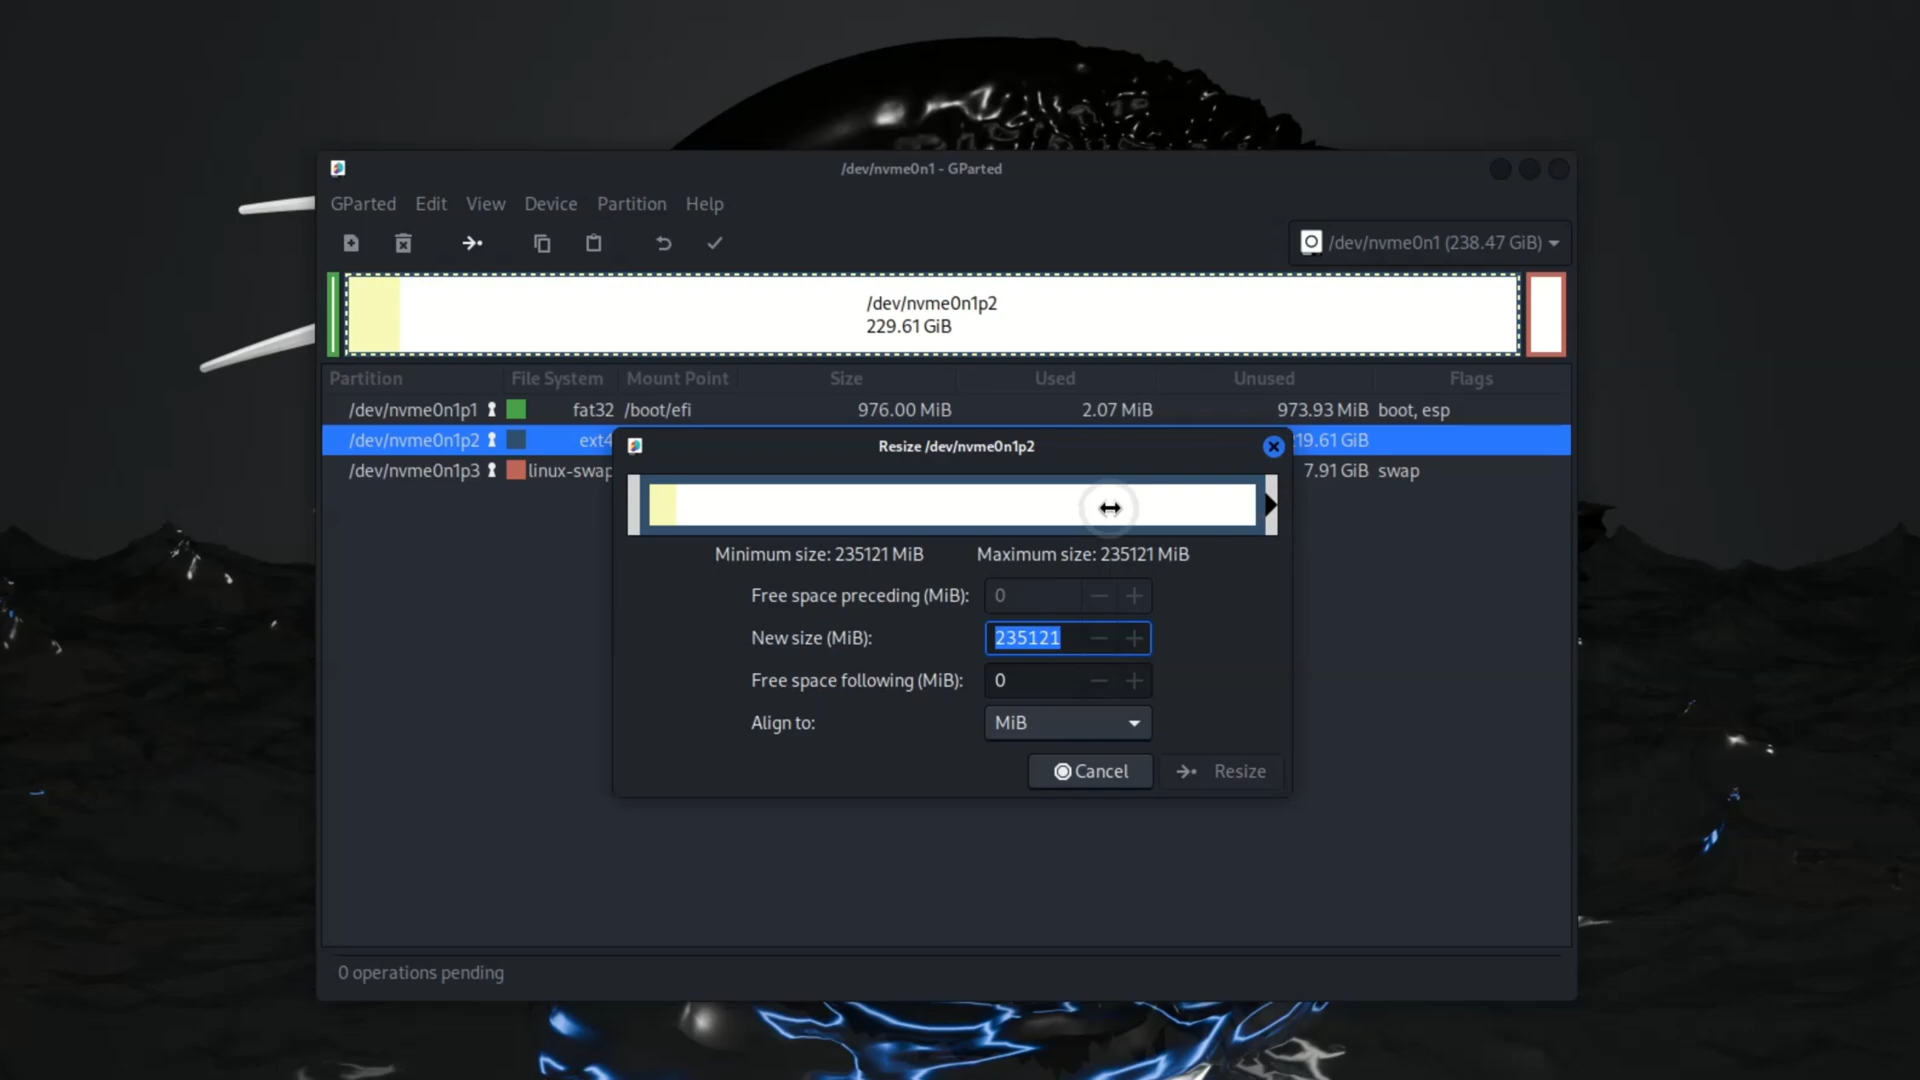 /dev/nvme0n1 - GParted
GParted Edit View Device Partition Help
/dev/nvme0n1 (238.47 GiB)
/dev/nvme0n1p2
229.61 GiB
Partition File System Mount Point Size Used Unused Flags
/dev/nvme0n1p1 fat32 /boot/efi 976.00 MiB 2.07 MiB 973.93 MiB boot, esp
/dev/nvme0n1p2 ext4 19.61 GiB
/dev/nvme0n1p3 linux-swap 7.91 GiB swap
Resize /dev/nvme0n1p2
Minimum size: 235121 MiB Maximum size: 235121 MiB
Free space preceding (MiB): 0
New size (MiB): 235121
Free space following (MiB): 0
Align to: MiB
Cancel Resize
0 operations pending